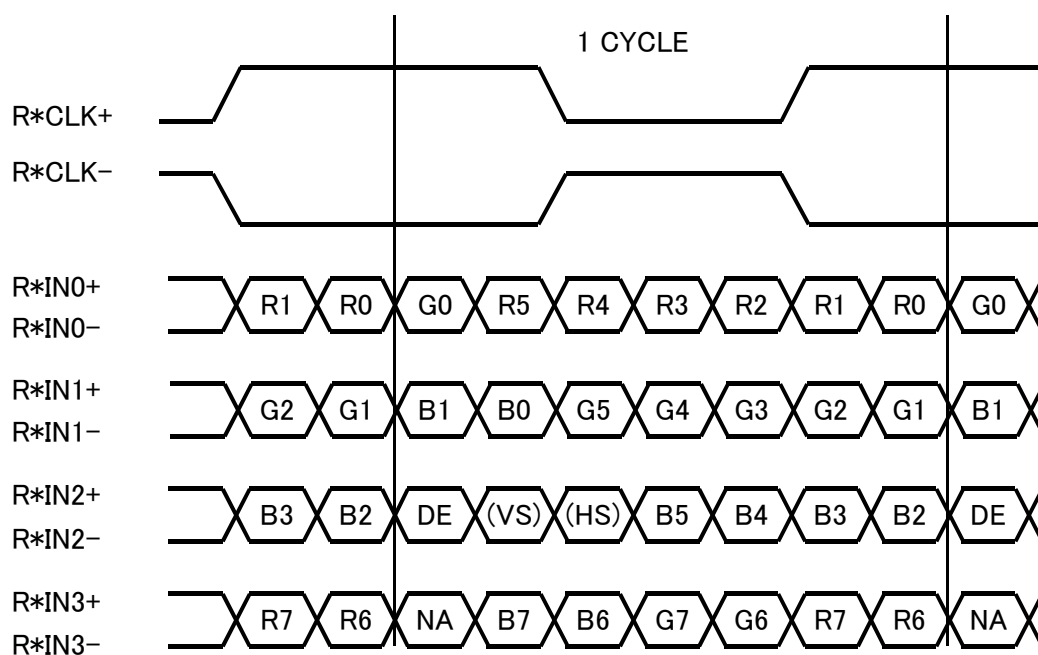 1 CYCLE
R*CLK+
R*CLK-
R*IN0+
R*IN0-
R1 R0 G0 R5 R4 R3 R2 R1 R0 G0
R*IN1+
R*IN1-
G2 G1 B1 B0 G5 G4 G3 G2 G1 B1
R*IN2+
R*IN2-
B3 B2 DE (VS) (HS) B5 B4 B3 B2 DE
R*IN3+
R*IN3-
R7 R6 NA B7 B6 G7 G6 R7 R6 NA